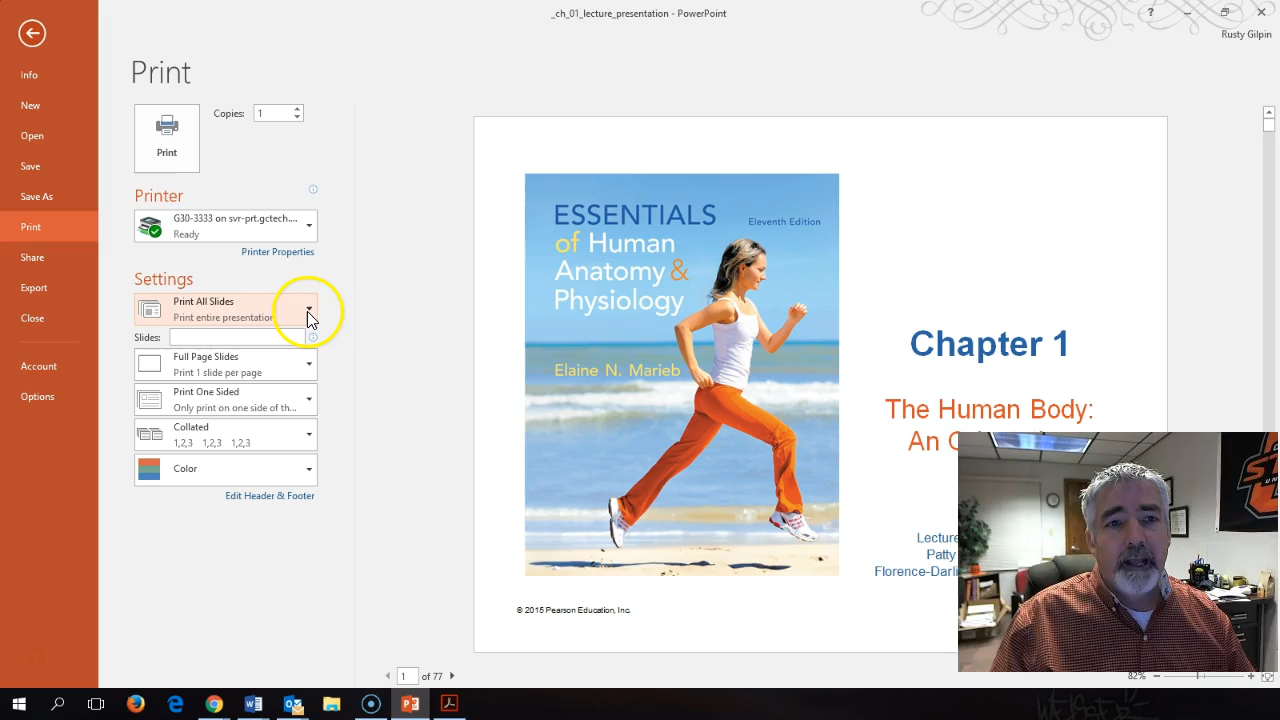 _ch_01_lecture_presentation - PowerPoint
?
Rusty Gilpin
Info
New
Open
Save
Save As
Print
Share
Export
Close
Account
Options
Print
Print
Copies: 1
Printer
G30-3333 on svr-prt.gctech....
Ready
Printer Properties
Settings
Print All Slides
Print entire presentation
Slides:
Full Page Slides
Print 1 slide per page
Print One Sided
Only print on one side of th...
Collated
1,2,3 1,2,3 1,2,3
Color
Edit Header & Footer
ESSENTIALS
Eleventh Edition
of Human
Anatomy &
Physiology
Elaine N. Marieb
Chapter 1
The Human Body:
An
Lecture
Patty
© 2015 Pearson Education, Inc.
1 of 77
82%